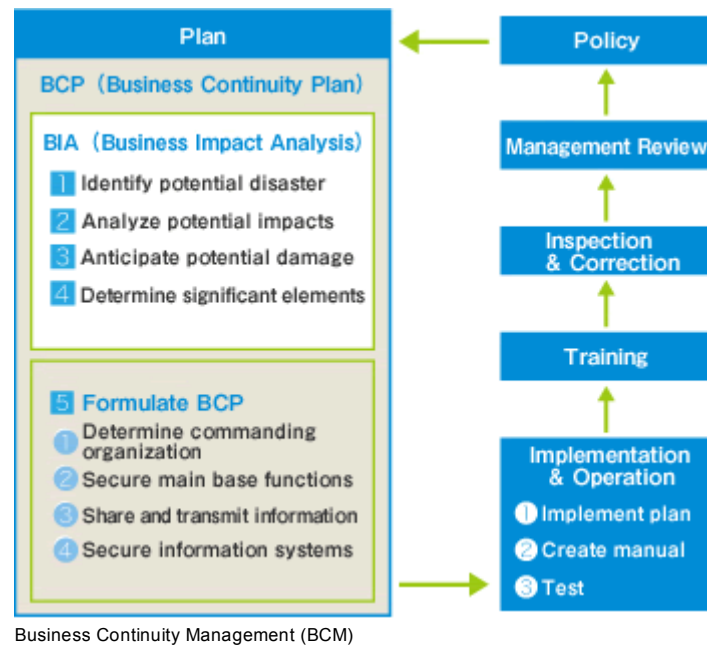 Plan
BCP (Business Continuity Plan)
BIA (Business Impact Analysis)
1 Identify potential disaster
2 Analyze potential impacts
3 Anticipate potential damage
4 Determine significant elements
5 Formulate BCP
1 Determine commanding
organization
2 Secure main base functions
3 Share and transmit information
4 Secure information systems
Policy
Management Review
Inspection
& Correction
Training
Implementation
& Operation
1 Implement plan
2 Create manual
3 Test
Business Continuity Management (BCM)